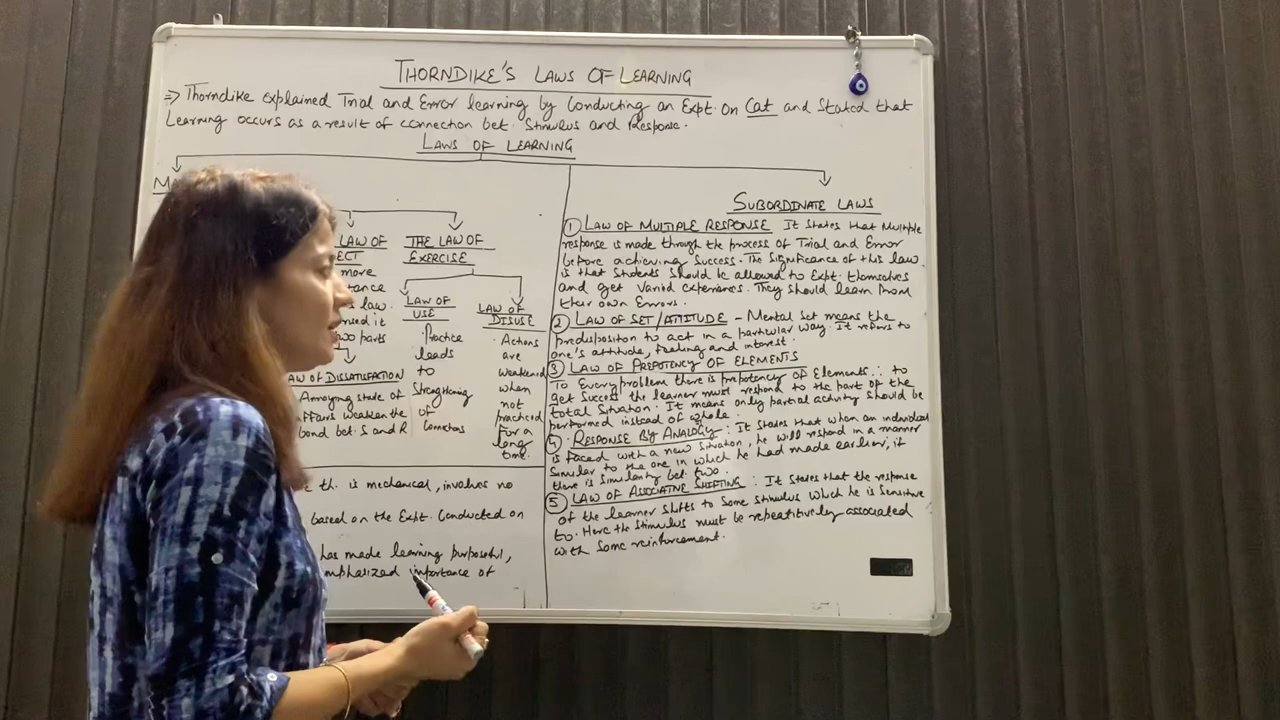 THORNDIKE'S LAWS OF LEARNING
=> Thorndike explained Trial and Error learning by Conducting an Expt. on Cat and Stated that
Learning occurs as a result of connection bet. Stimulus and Response.
LAWS OF LEARNING
LAW OF
more
s law.
two parts
LAW OF DISSATISFACTION
Annoying state of
affairs weaken the
bond bet. S and R
THE LAW OF
EXERCISE
LAW OF
USE
Practice
leads
to
Strengthening
of
LAW OF
DISUSE
Actions
are
weakened
when
not
practiced
for a
long
time.
th. is mechanical, involves no
based on the Expt. Conducted on
has made learning purposeful,
emphasized importance of
SUBORDINATE LAWS
1 LAW OF MULTIPLE RESPONSE It states that Multiple
response is made through the process of Trial and Error
before achieving Success. The Significance of this law
is that Students should be allowed to Expt. themselves
and get varied experiences. They should learn from
their own Errors.
2 LAW OF SET/ATTITUDE - Mental Set means the
predisposition to act in a particular way. It refers to
one's attitude, feeling and interest.
3 LAW OF PREPOTENCY OF ELEMENTS
To Every problem there is prepotency of Elements ∴ to
get Success the learner must respond to the part of the
total Situation. It means only partial activity should be
performed instead of whole.
4. RESPONSE BY ANALOGY : It states that when an individual
is faced with a new situation, he will respond in a manner
similar to the one in which he had made earlier, if
there is similarity bet. two.
5 LAW OF ASSOCIATIVE SHIFTING : It states that the response
of the learner shifts to some stimulus which he is Sensitive
to. Here the Stimulus must be repetitively associated
with some reinforcement.